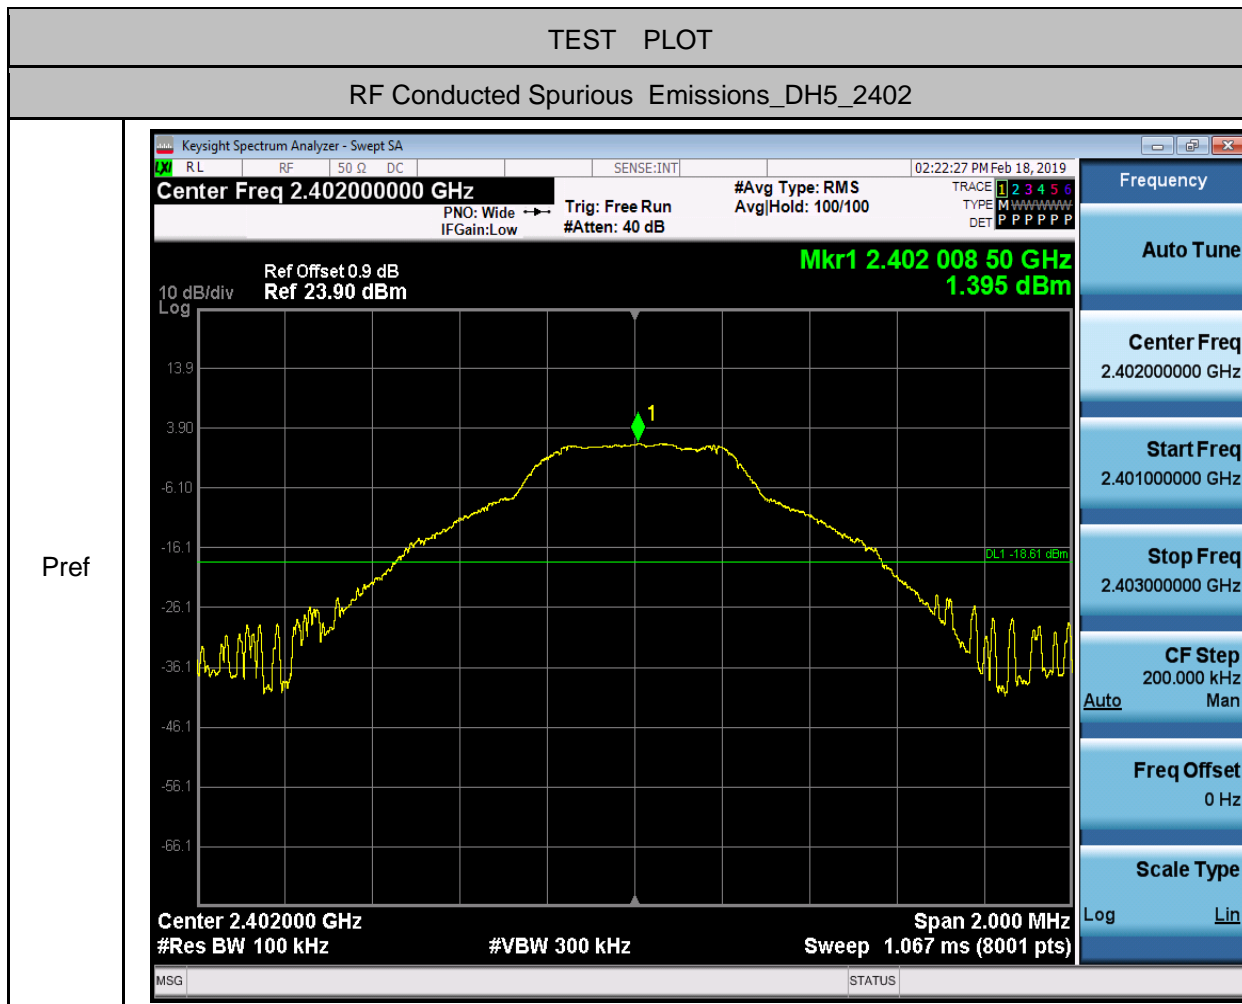 TEST PLOT
RF Conducted Spurious Emissions_DH5_2402
Pref
Keysight Spectrum Analyzer - Swept SA
LXI RL RF 50 Ω DC SENSE:INT 02:22:27 PM Feb 18, 2019
Center Freq 2.402000000 GHz
PNO: Wide
IFGain:Low
Trig: Free Run
#Atten: 40 dB
#Avg Type: RMS
Avg|Hold: 100/100
TRACE 1 2 3 4 5 6
TYPE M WWWWW
DET P P P P P P
Mkr1 2.402 008 50 GHz
1.395 dBm
Ref Offset 0.9 dB
10 dB/div Ref 23.90 dBm
Log
13.9
3.90
-6.10
-16.1
-26.1
-36.1
-46.1
-56.1
-66.1
1
DL1 -18.61 dBm
Center 2.402000 GHz
Span 2.000 MHz
#Res BW 100 kHz
#VBW 300 kHz
Sweep 1.067 ms (8001 pts)
MSG
STATUS
Frequency
Auto Tune
Center Freq
2.402000000 GHz
Start Freq
2.401000000 GHz
Stop Freq
2.403000000 GHz
CF Step
200.000 kHz
Auto Man
Freq Offset
0 Hz
Scale Type
Log Lin